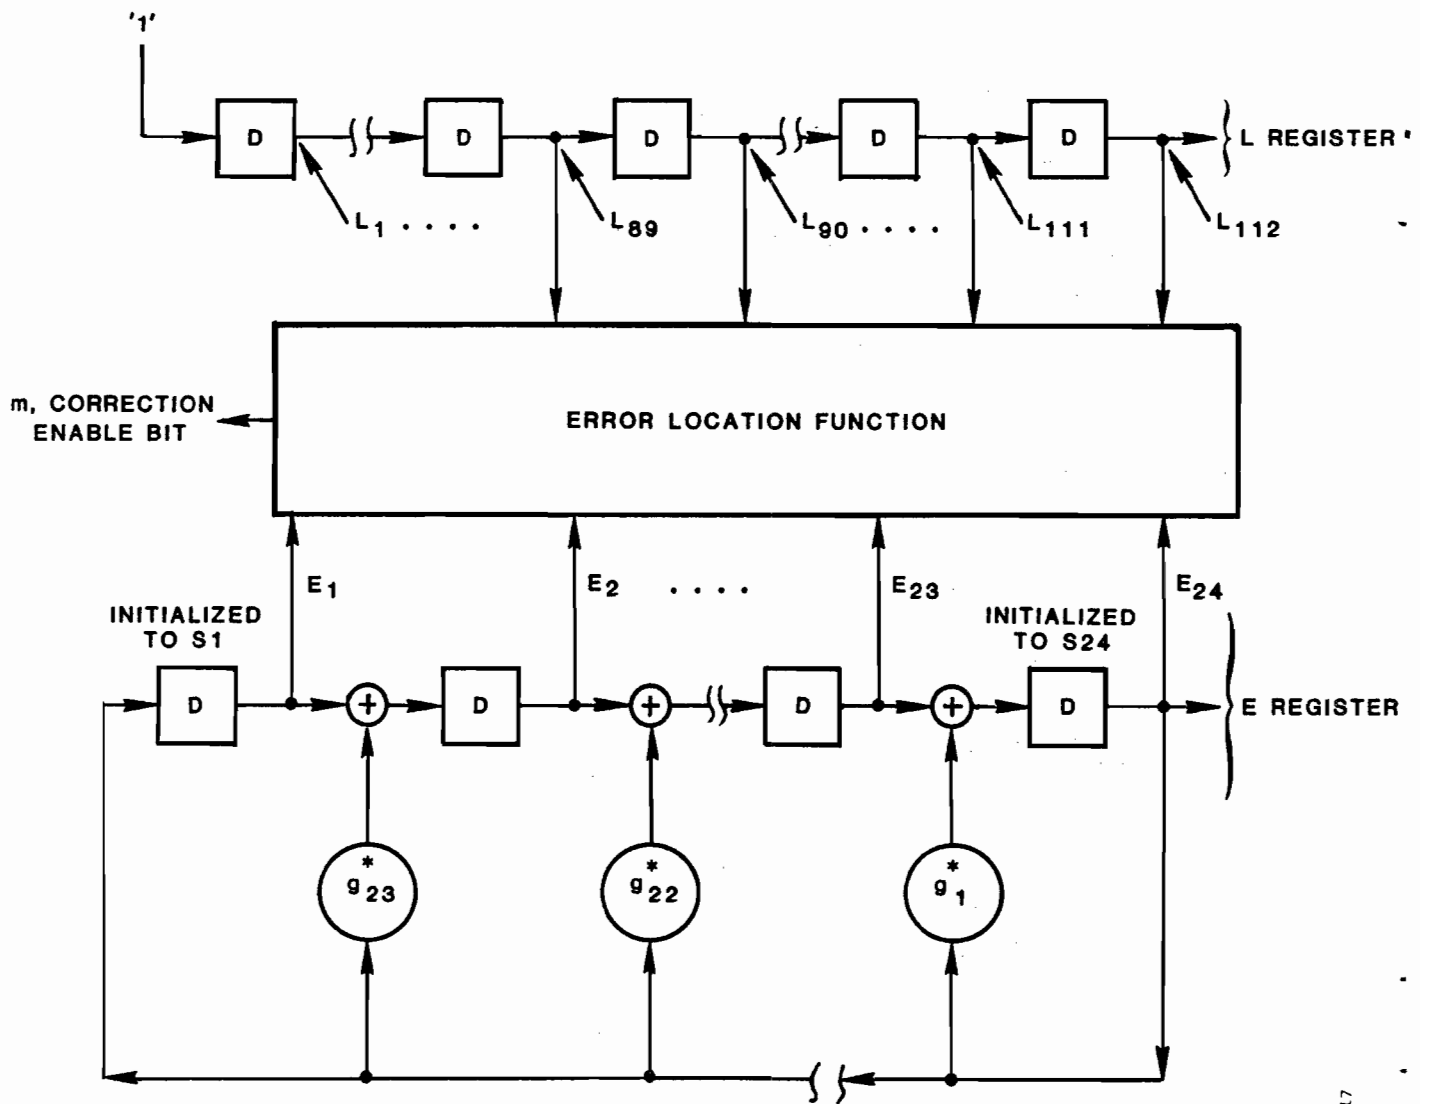 '1'
D D D D D
L REGISTER
L1 . . . . L89 L90 . . . . L111 L112
m, CORRECTION
ENABLE BIT
ERROR LOCATION FUNCTION
E1 E2 . . . . E23 E24
INITIALIZED
TO S1
INITIALIZED
TO S24
D + D + D + D
E REGISTER
g*23 g*22 g*1
17